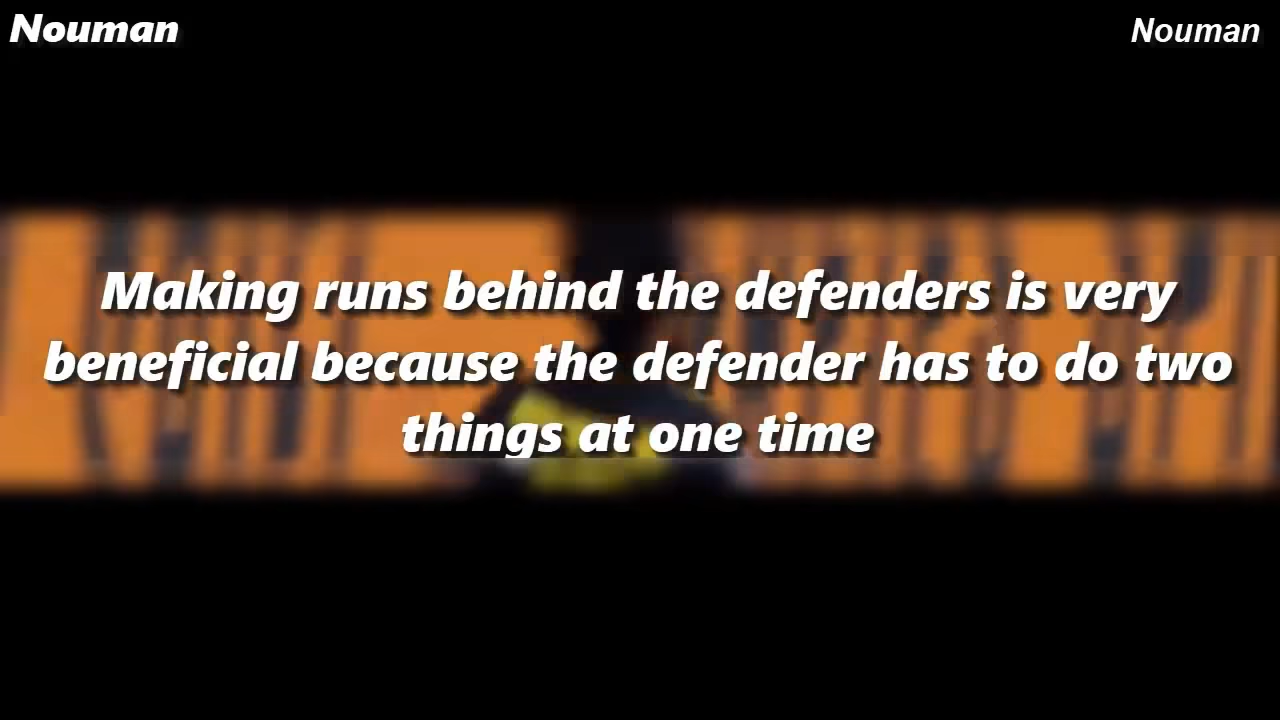 Nouman
Nouman
Making runs behind the defenders is very
beneficial because the defender has to do two
things at one time